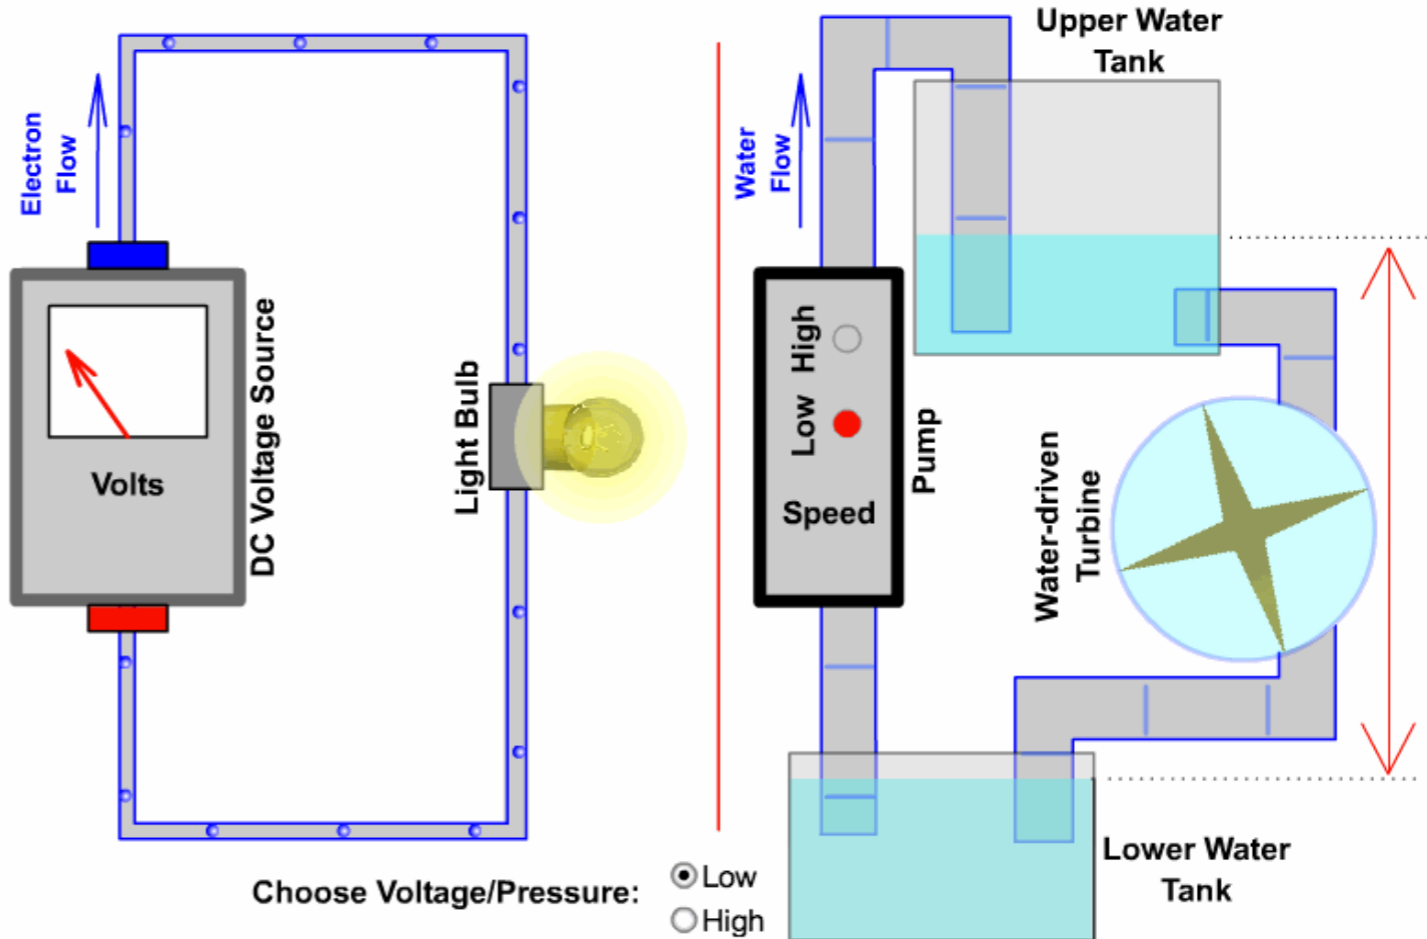 Electron
Flow
Volts
DC Voltage Source
Light Bulb
Water
Flow
Upper Water
Tank
High
Low
Speed
Pump
Water-driven
Turbine
Lower Water
Tank
Choose Voltage/Pressure:
Low
High